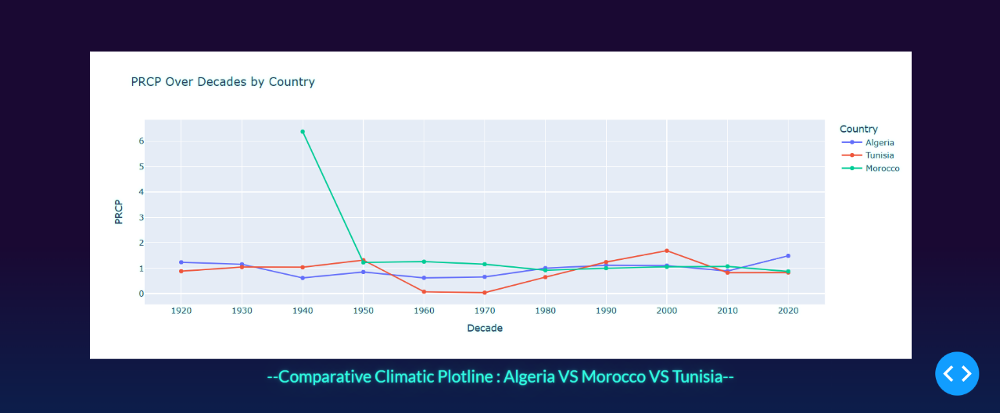 PRCP Over Decades by Country
Country
Algeria
Tunisia
Morocco
PRCP
6
5
4
3
2
1
0
1920 1930 1940 1950 1960 1970 1980 1990 2000 2010 2020
Decade
--Comparative Climatic Plotline : Algeria VS Morocco VS Tunisia--